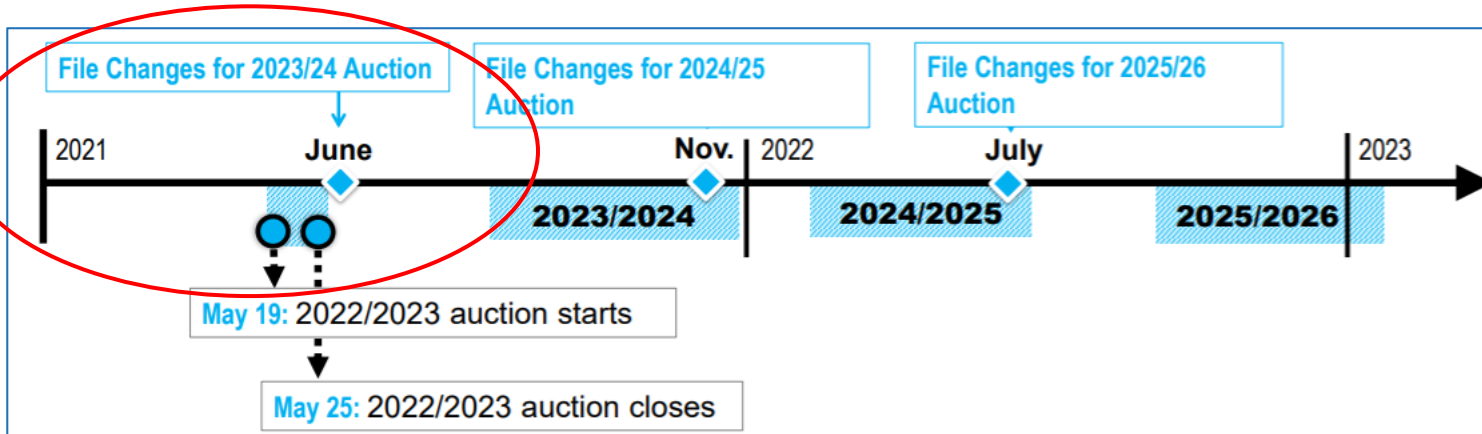 File Changes for 2023/24 Auction
File Changes for 2024/25
Auction
File Changes for 2025/26
Auction
2021
June
Nov.
2022
July
2023
2023/2024
2024/2025
2025/2026
May 19: 2022/2023 auction starts
May 25: 2022/2023 auction closes